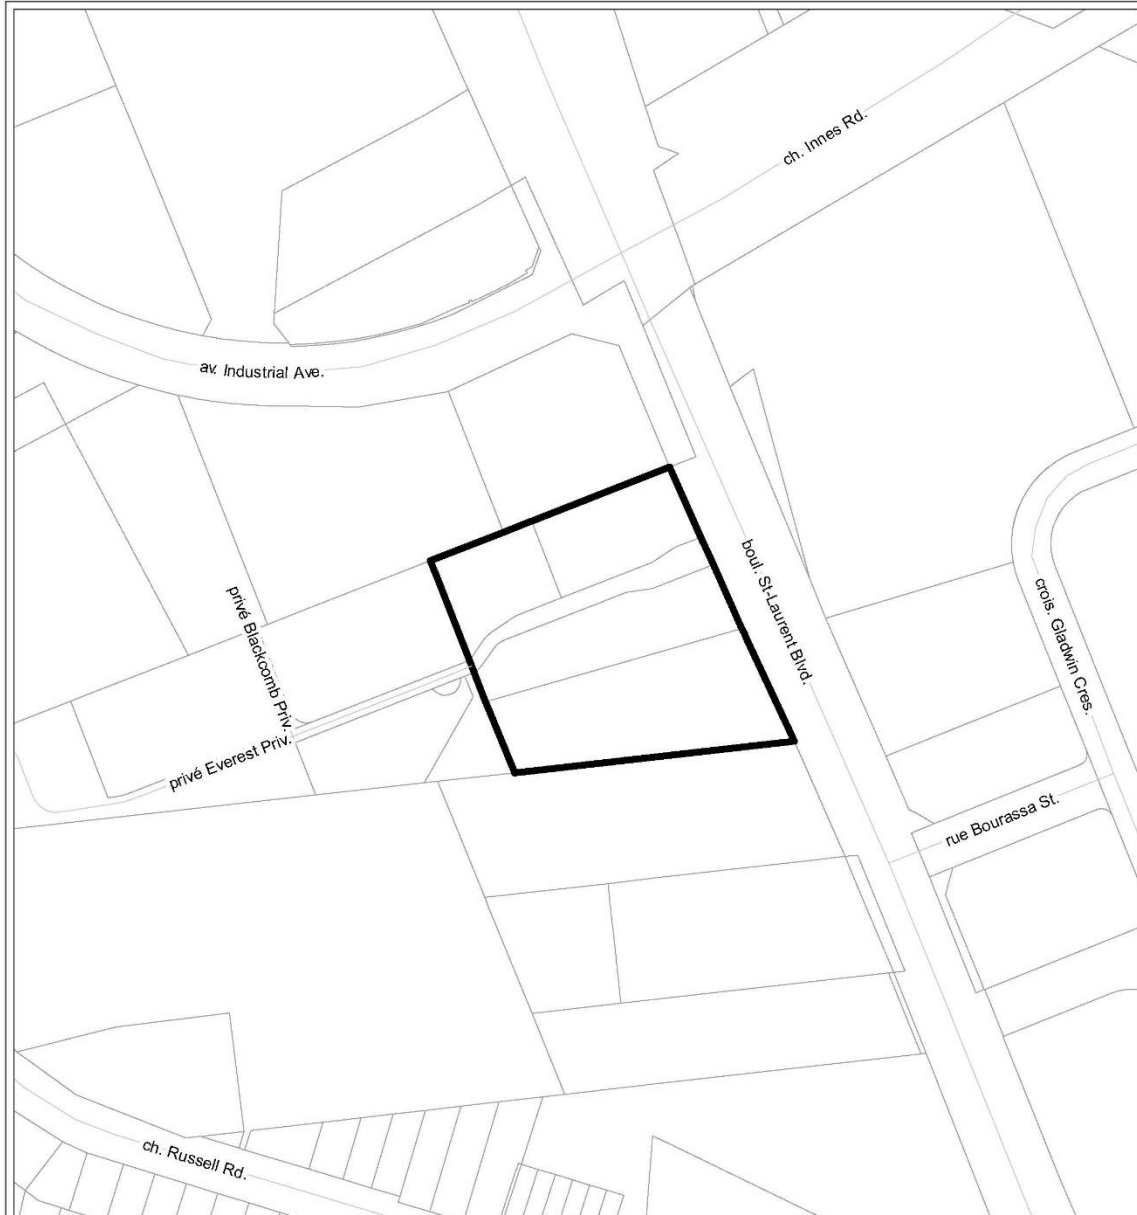 ch. Innes Rd.
av. Industrial Ave.
boul. St-Laurent Blvd.
crois. Gladwin Cres.
privé Blackcomb Priv.
privé Everest Priv.
rue Bourassa St.
ch. Russell Rd.